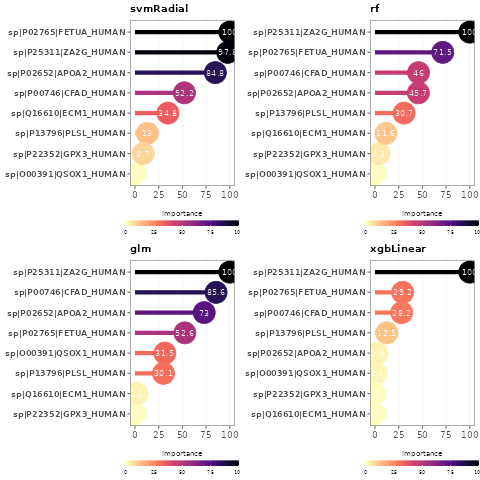 svmRadial
sp|P02765|FETUA_HUMAN 100
sp|P25311|ZA2G_HUMAN 97.8
sp|P02652|APOA2_HUMAN 84.8
sp|P00746|CFAD_HUMAN 52.2
sp|Q16610|ECM1_HUMAN 34.8
sp|P13796|PLSL_HUMAN 13
sp|P22352|GPX3_HUMAN 8.7
sp|O00391|QSOX1_HUMAN
0 25 50 75 100
importance
0 25 50 75 10
rf
sp|P25311|ZA2G_HUMAN 100
sp|P02765|FETUA_HUMAN 71.5
sp|P00746|CFAD_HUMAN 46
sp|P02652|APOA2_HUMAN 45.7
sp|P13796|PLSL_HUMAN 30.7
sp|Q16610|ECM1_HUMAN
sp|P22352|GPX3_HUMAN
sp|O00391|QSOX1_HUMAN
0 25 50 75 100
importance
0 25 50 75 10
glm
sp|P25311|ZA2G_HUMAN 100
sp|P00746|CFAD_HUMAN 85.6
sp|P02652|APOA2_HUMAN 73
sp|P02765|FETUA_HUMAN 52.6
sp|O00391|QSOX1_HUMAN 31.5
sp|P13796|PLSL_HUMAN 30.1
sp|Q16610|ECM1_HUMAN
sp|P22352|GPX3_HUMAN
0 25 50 75 100
importance
0 25 50 75 10
xgbLinear
sp|P25311|ZA2G_HUMAN 100
sp|P02765|FETUA_HUMAN 29.2
sp|P00746|CFAD_HUMAN 28.2
sp|P13796|PLSL_HUMAN 12.5
sp|P02652|APOA2_HUMAN
sp|O00391|QSOX1_HUMAN
sp|P22352|GPX3_HUMAN
sp|Q16610|ECM1_HUMAN
0 25 50 75 100
importance
0 25 50 75 10